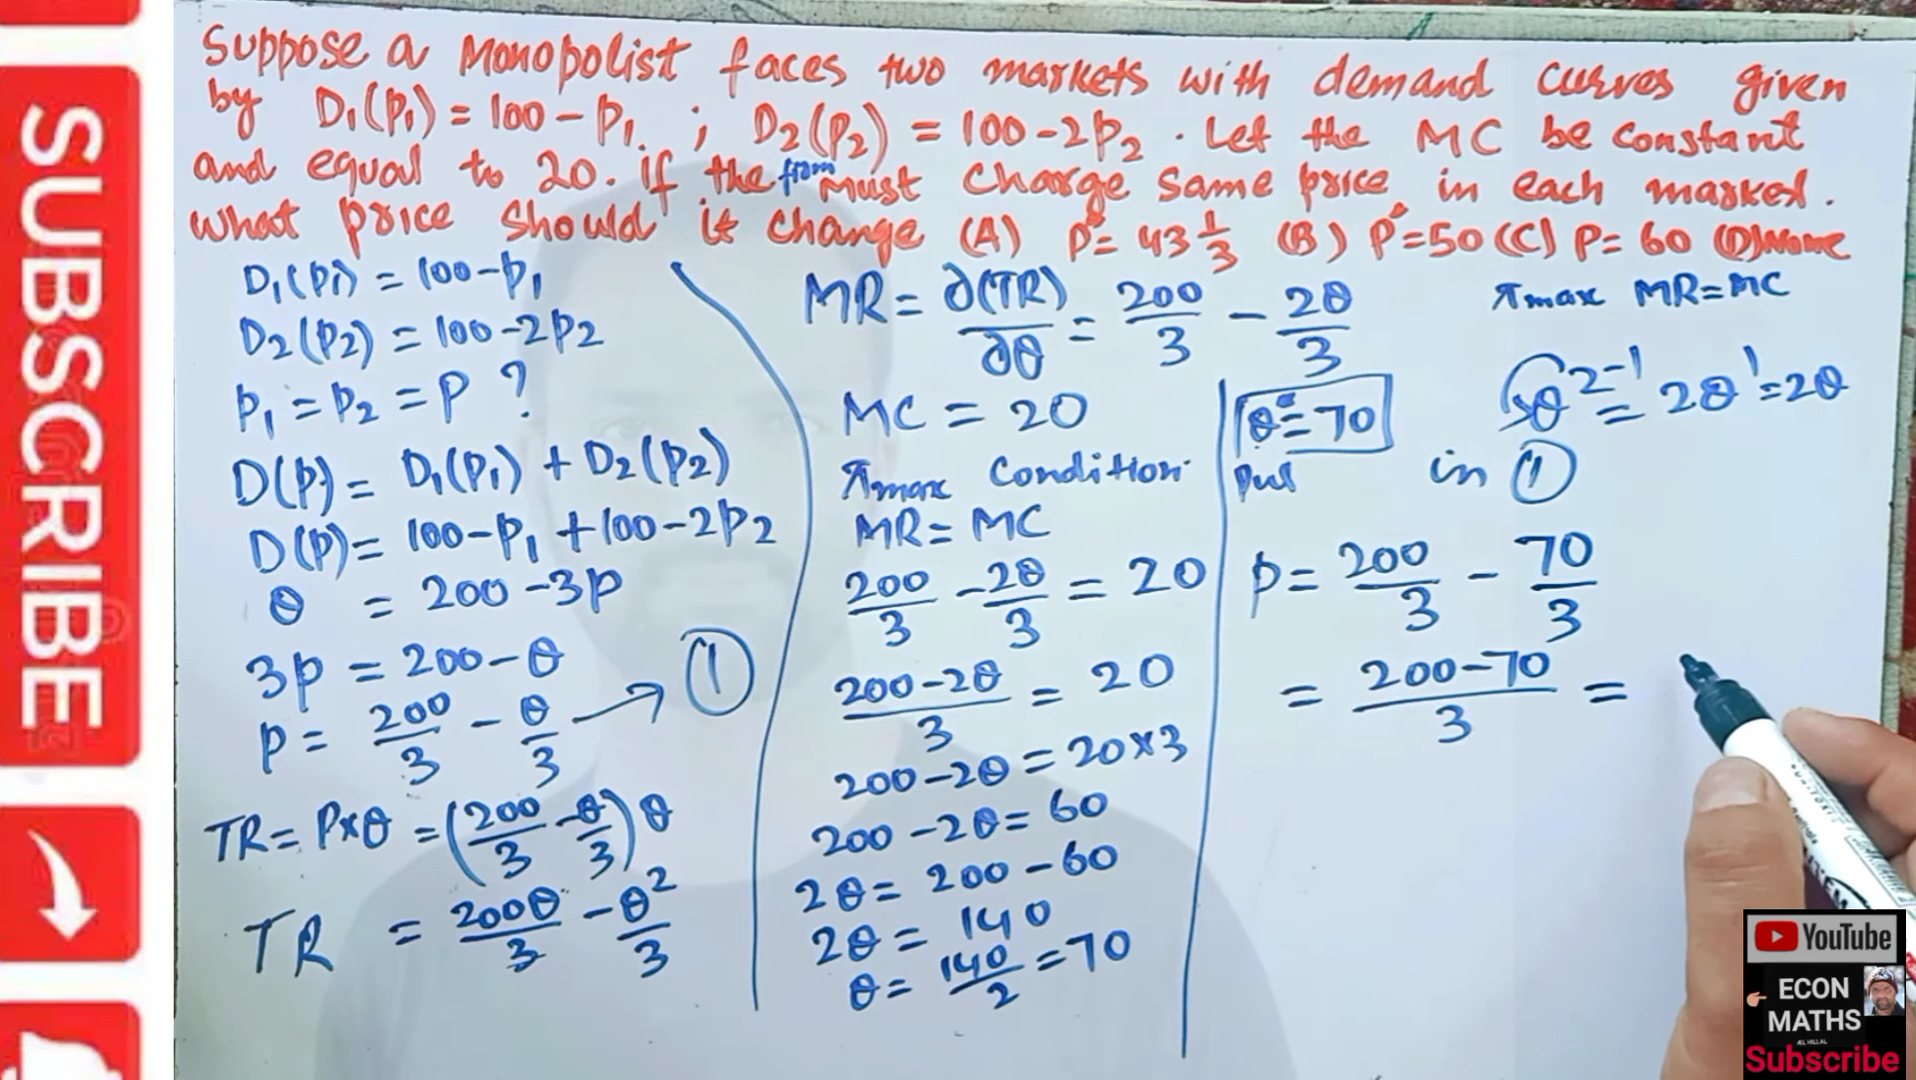 SUBSCRIBE
Suppose a Monopolist faces two markets with demand curves given
by D₁(P₁) = 100 - P₁ ; D₂(P₂) = 100 - 2P₂ . Let the MC be constant
and equal to 20. if the from Must Charge same price in each market.
what price should it change (A) P* = 43 1/3 (B) P* = 50 (C) P = 60 (D) None
D₁(P₁) = 100 - P₁
D₂(P₂) = 100 - 2P₂
P₁ = P₂ = P ?
D(P) = D₁(P₁) + D₂(P₂)
D(P) = 100 - P₁ + 100 - 2P₂
θ = 200 - 3P
3P = 200 - θ
P = 200/3 - θ/3 → ①
TR = P×θ = (200/3 - θ/3)θ
TR = 200θ/3 - θ²/3
MR = ∂(TR)/∂θ = 200/3 - 2θ/3
MC = 20
πmax Condition
MR = MC
200/3 - 2θ/3 = 20
200-2θ/3 = 20
200 - 2θ = 20×3
200 - 2θ = 60
2θ = 200 - 60
2θ = 140
θ = 140/2 = 70
πmax MR = MC
θ* = 70
θ²⁻¹ = 2θ¹ = 2θ
Put in ①
P = 200/3 - 70/3
= 200-70/3 =
YouTube
ECON
MATHS
Subscribe